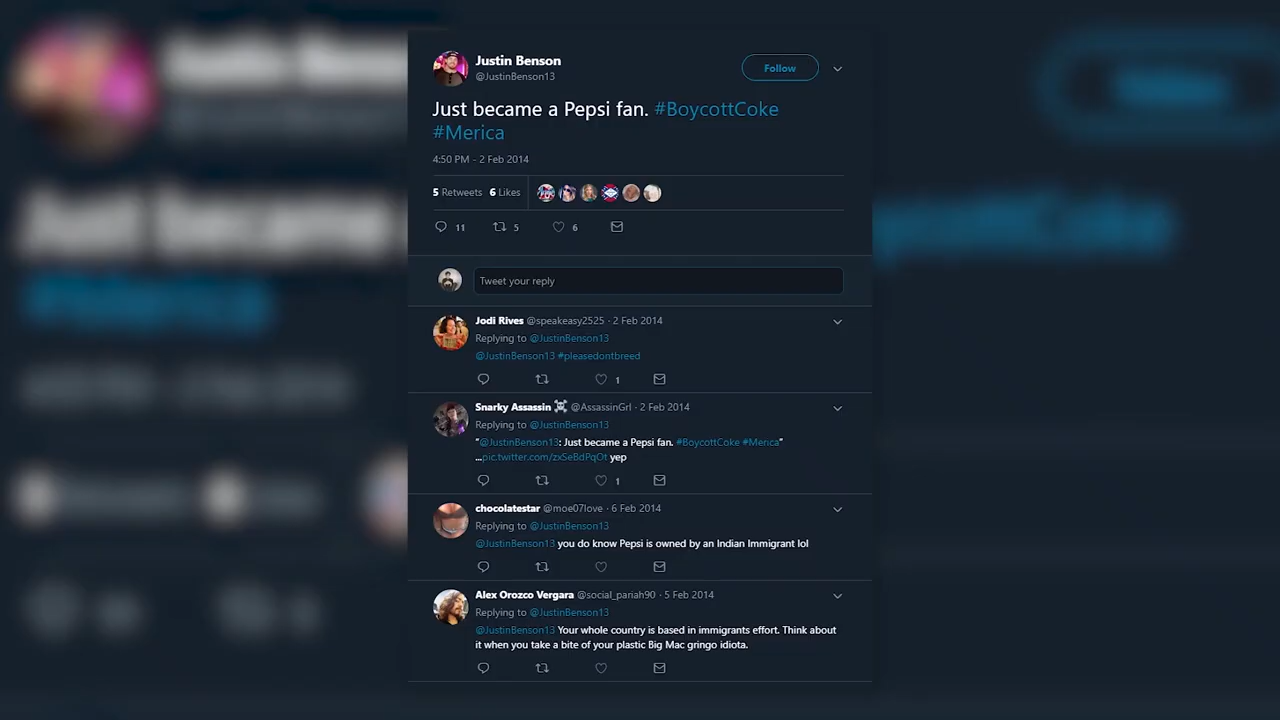 Justin Benson
@JustinBenson13
Follow
Just became a Pepsi fan. #BoycottCoke
#Merica
4:50 PM - 2 Feb 2014
5 Retweets 6 Likes
11 5 6
Tweet your reply
Jodi Rives @speakeasy2525 · 2 Feb 2014
Replying to @JustinBenson13
@JustinBenson13 #pleasedontbreed
1
Snarky Assassin ☠ @AssassinGrl · 2 Feb 2014
Replying to @JustinBenson13
"@JustinBenson13: Just became a Pepsi fan. #BoycottCoke #Merica"
...pic.twitter.com/zxSeBdPqOt yep
1
chocolatestar @moe07love · 6 Feb 2014
Replying to @JustinBenson13
@JustinBenson13 you do know Pepsi is owned by an Indian Immigrant lol
Alex Orozco Vergara @social_pariah90 · 5 Feb 2014
Replying to @JustinBenson13
@JustinBenson13 Your whole country is based in immigrants effort. Think about
it when you take a bite of your plastic Big Mac gringo idiota.